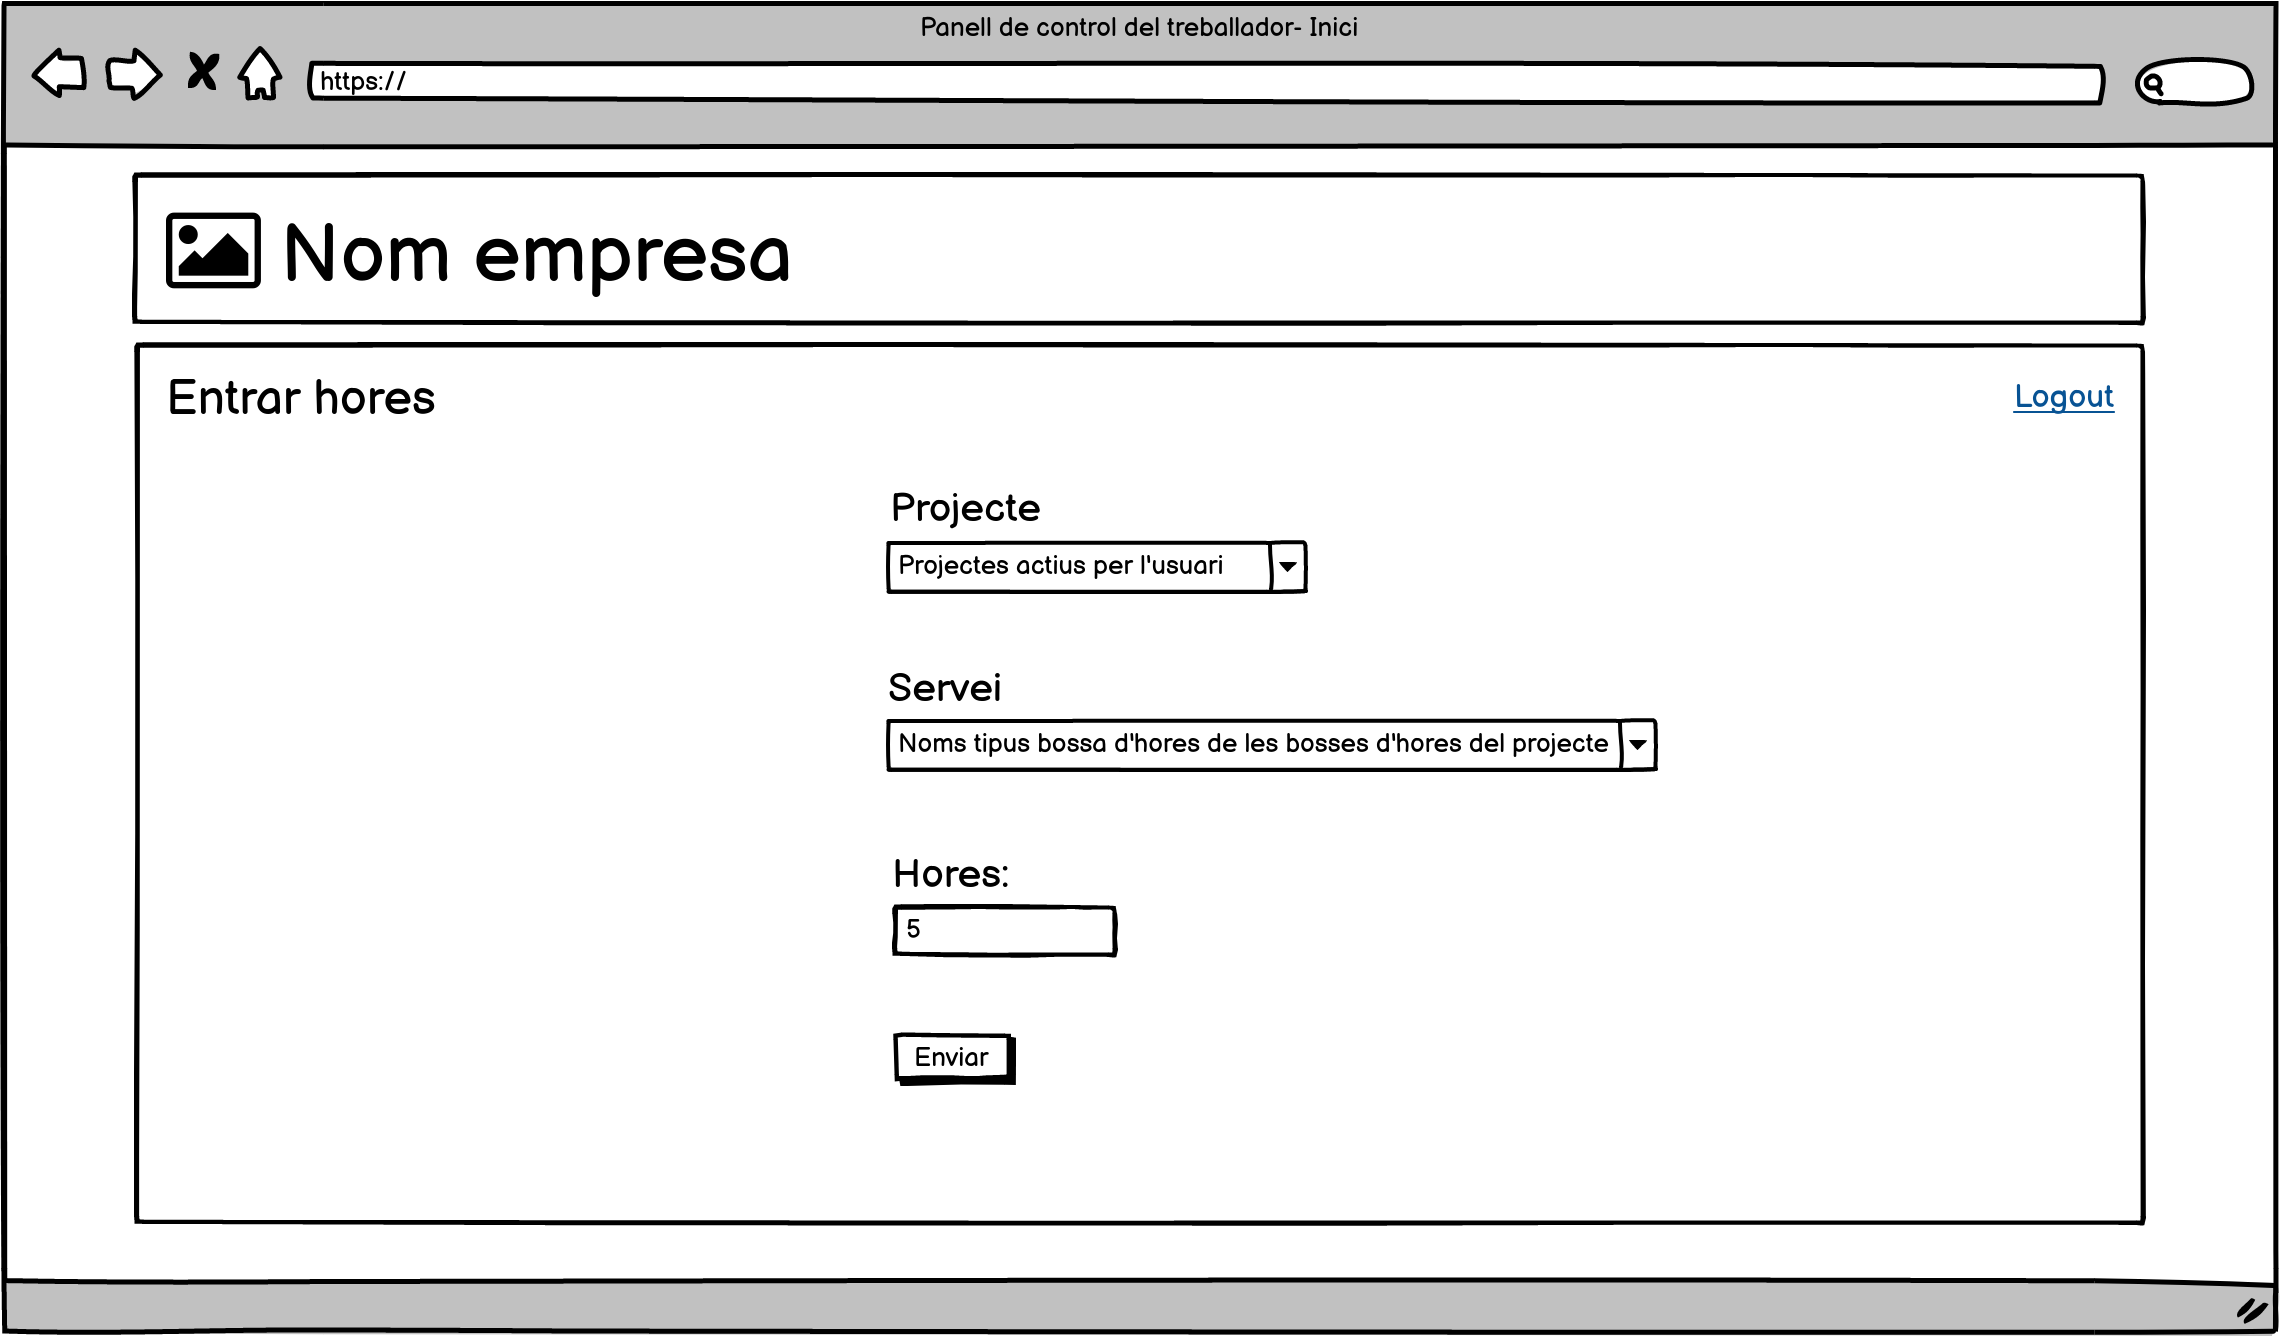 Panell de control del treballador- Inici
https://
Nom empresa
Entrar hores
Logout
Projecte
Projectes actius per l'usuari
Servei
Noms tipus bossa d'hores de les bosses d'hores del projecte
Hores:
5
Enviar